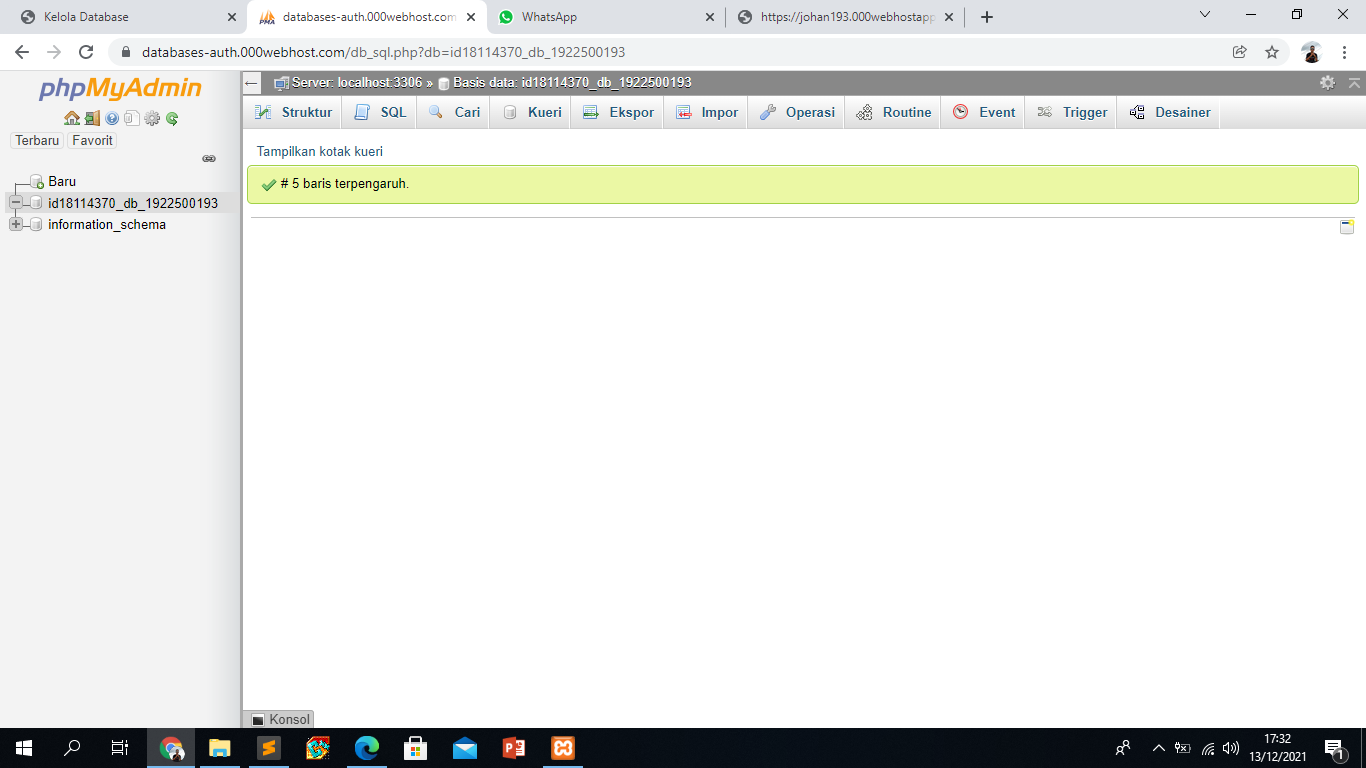 Kelola Database
databases-auth.000webhost.com
WhatsApp
https://johan193.000webhostapp
databases-auth.000webhost.com/db_sql.php?db=id18114370_db_1922500193
phpMyAdmin
Terbaru Favorit
Baru
id18114370_db_1922500193
information_schema
Server: localhost:3306 » Basis data: id18114370_db_1922500193
Struktur SQL Cari Kueri Ekspor Impor Operasi Routine Event Trigger Desainer
Tampilkan kotak kueri
# 5 baris terpengaruh.
Konsol
17:32
13/12/2021
1